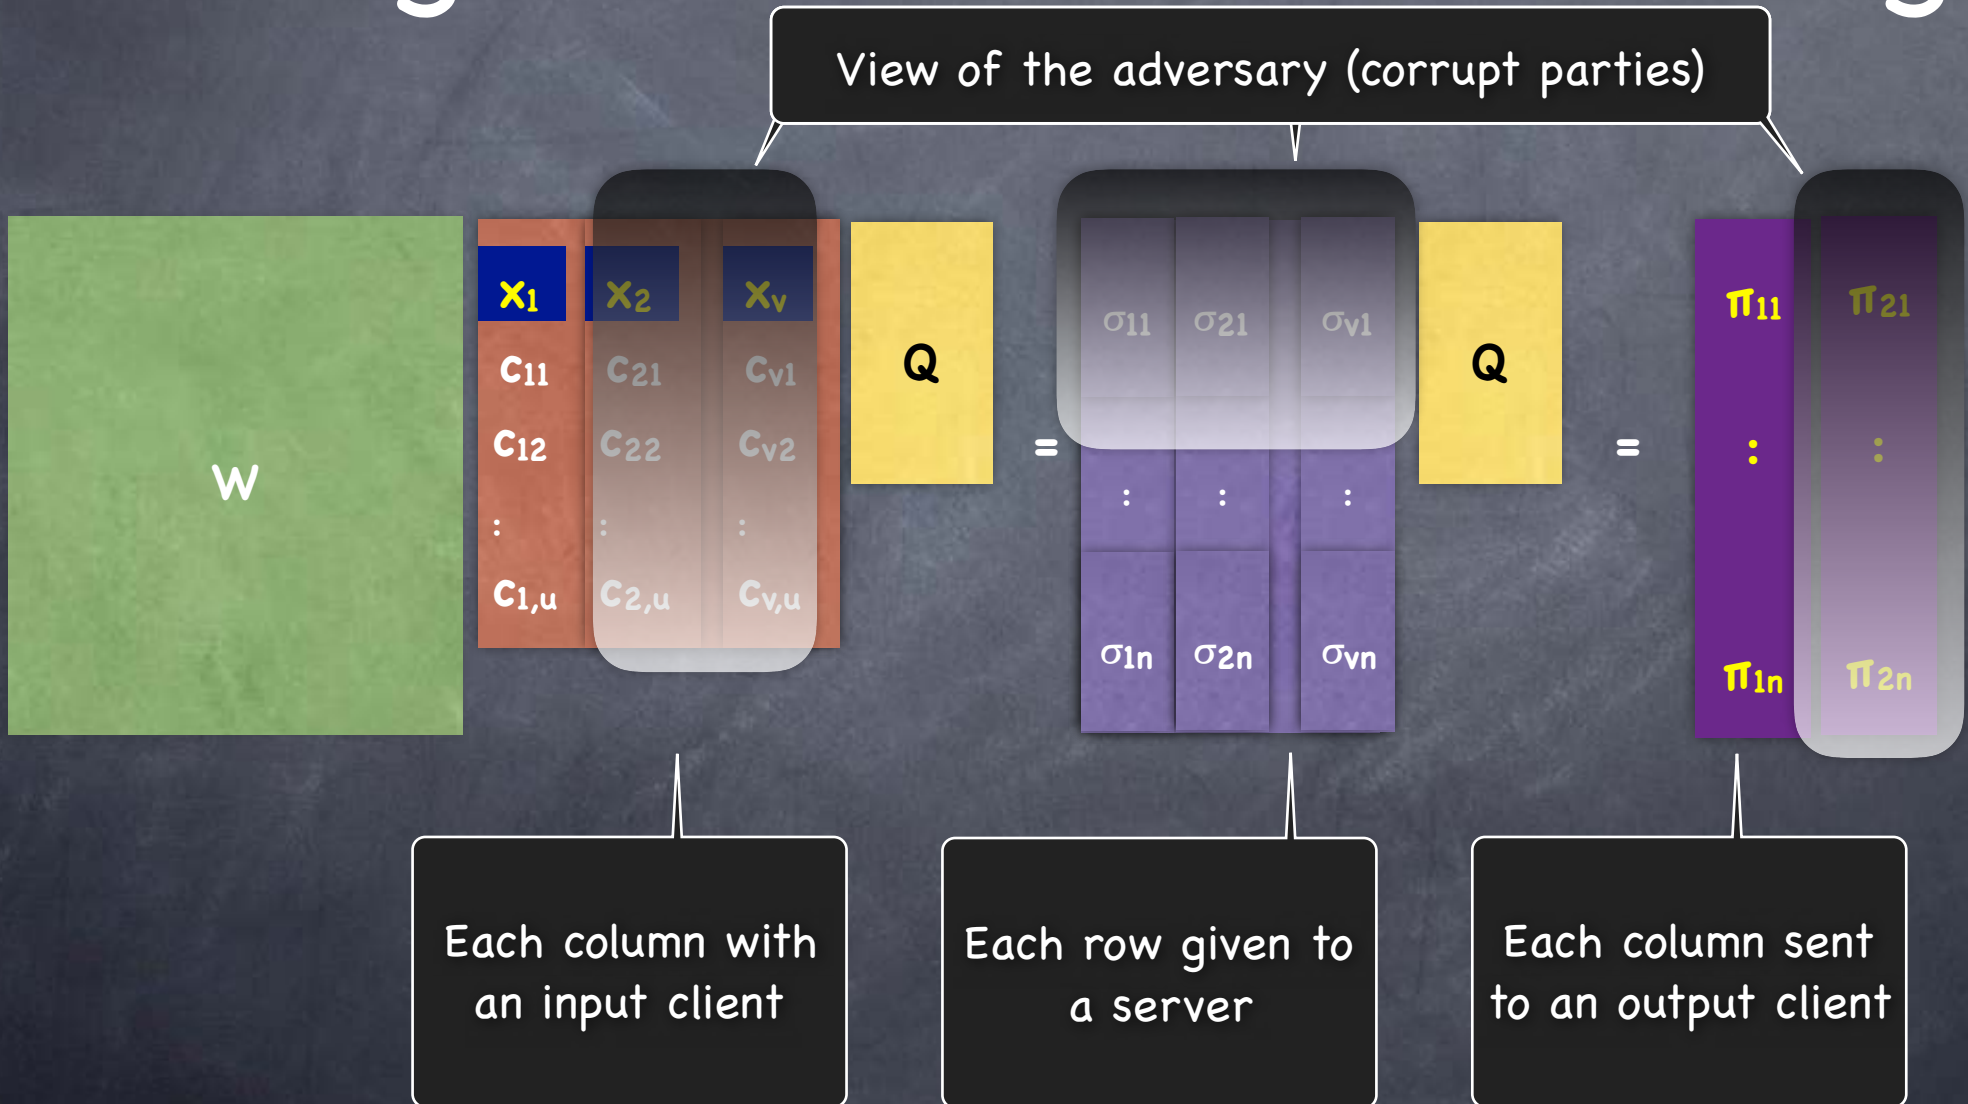 View of the adversary (corrupt parties)
W
x1 x2 xv
c11 c21 cv1
c12 c22 cv2
: : :
c1,u c2,u cv,u
Q
=
σ11 σ21 σv1
: : :
σ1n σ2n σvn
Q
=
π11 π21
: :
π1n π2n
Each column with
an input client
Each row given to
a server
Each column sent
to an output client